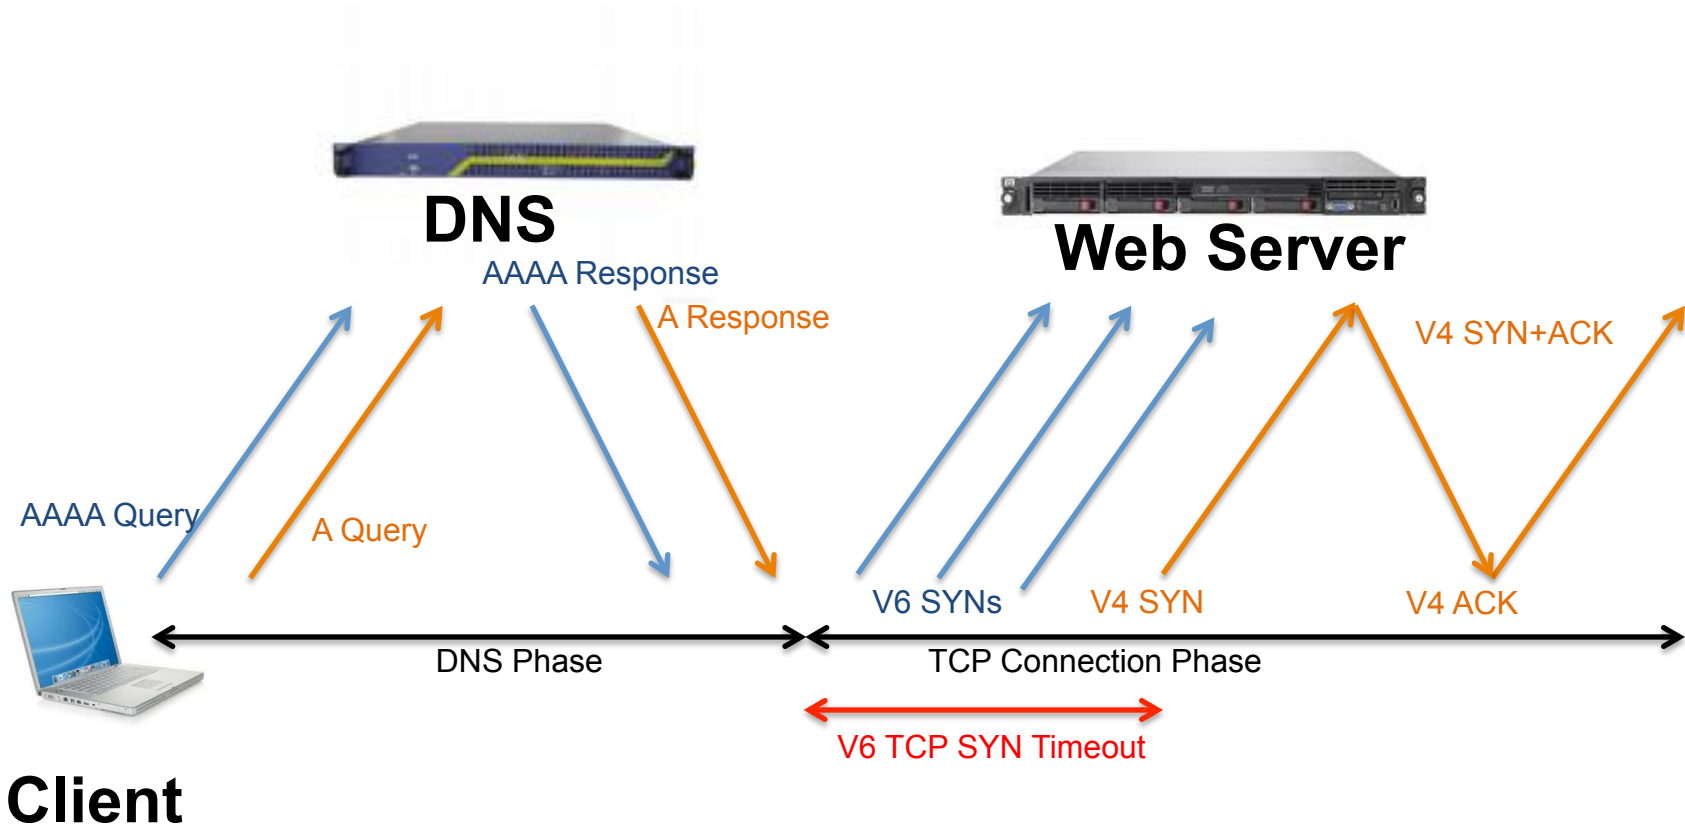 DNS
Web Server
AAAA Response
A Response
V4 SYN+ACK
AAAA Query
A Query
V6 SYNs
V4 SYN
V4 ACK
DNS Phase
TCP Connection Phase
V6 TCP SYN Timeout
Client